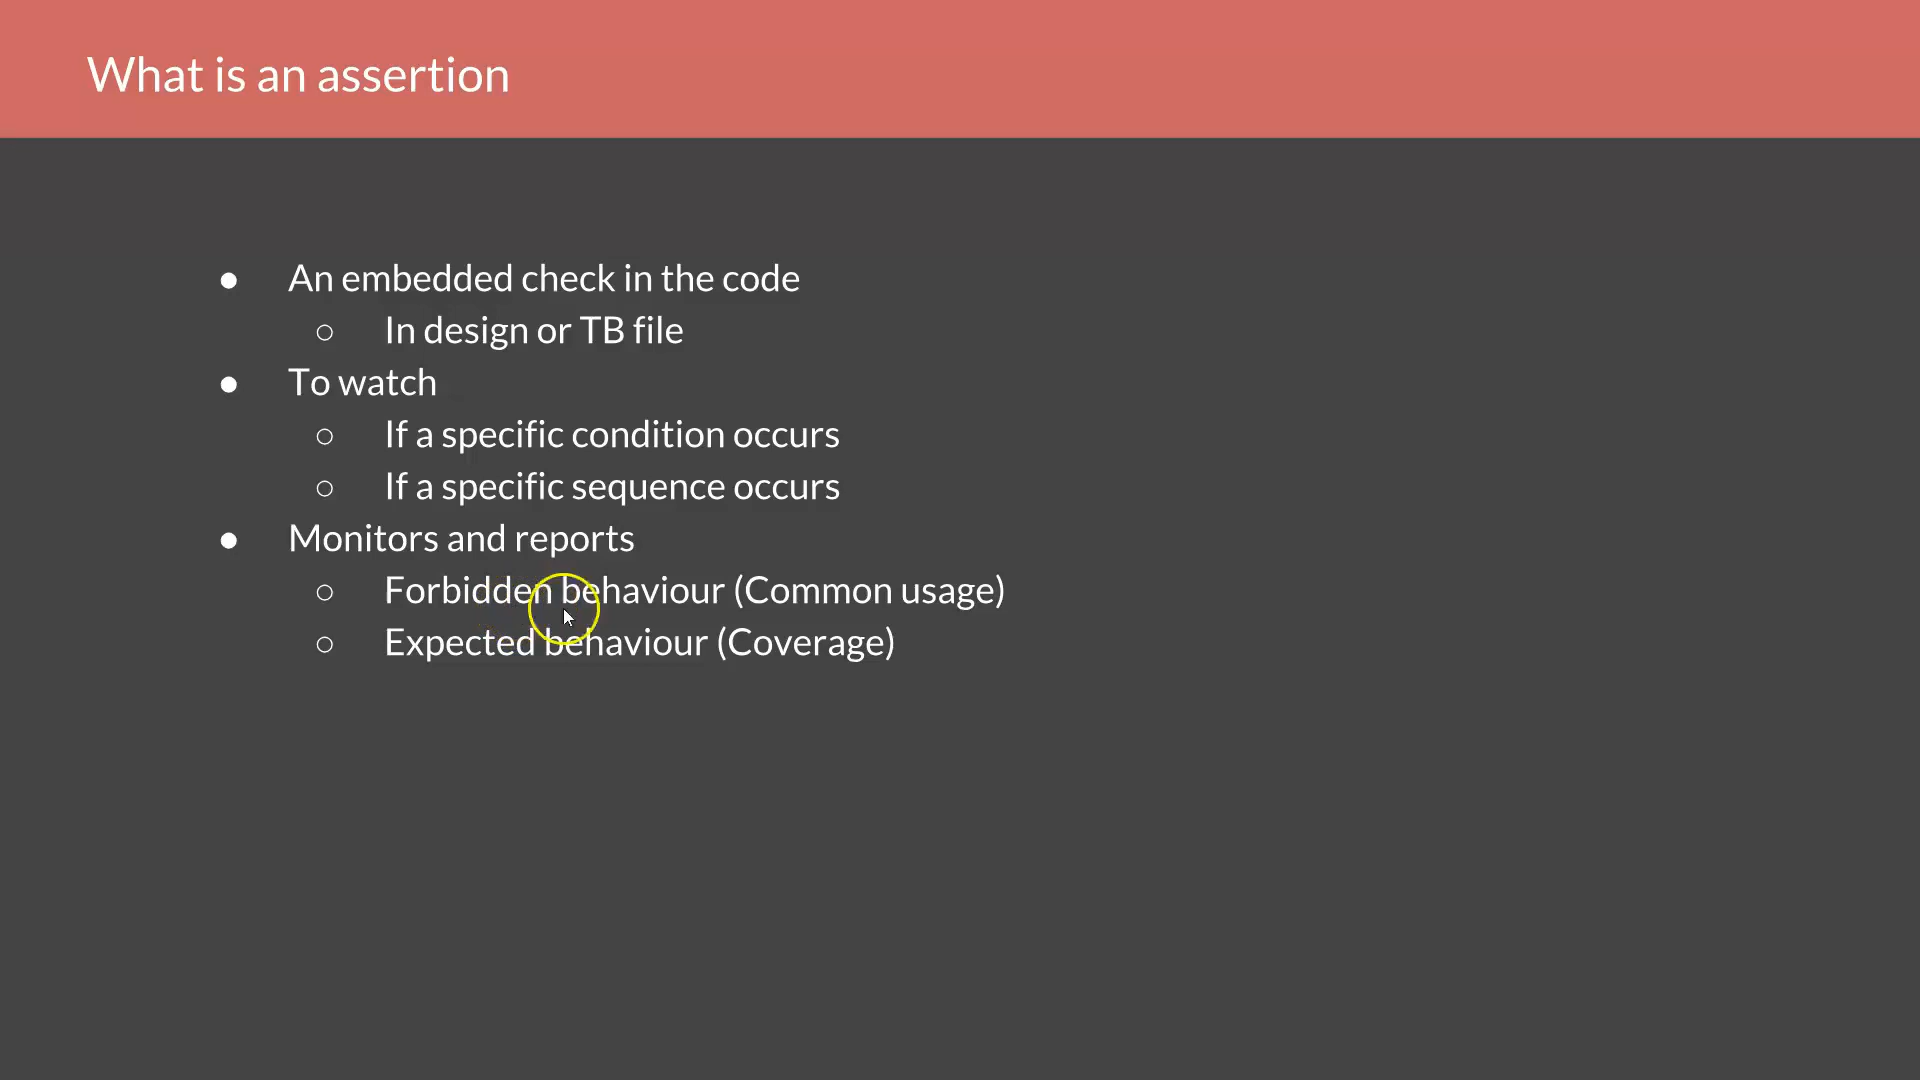 What is an assertion
● An embedded check in the code
○ In design or TB file
● To watch
○ If a specific condition occurs
○ If a specific sequence occurs
● Monitors and reports
○ Forbidden behaviour (Common usage)
○ Expected behaviour (Coverage)